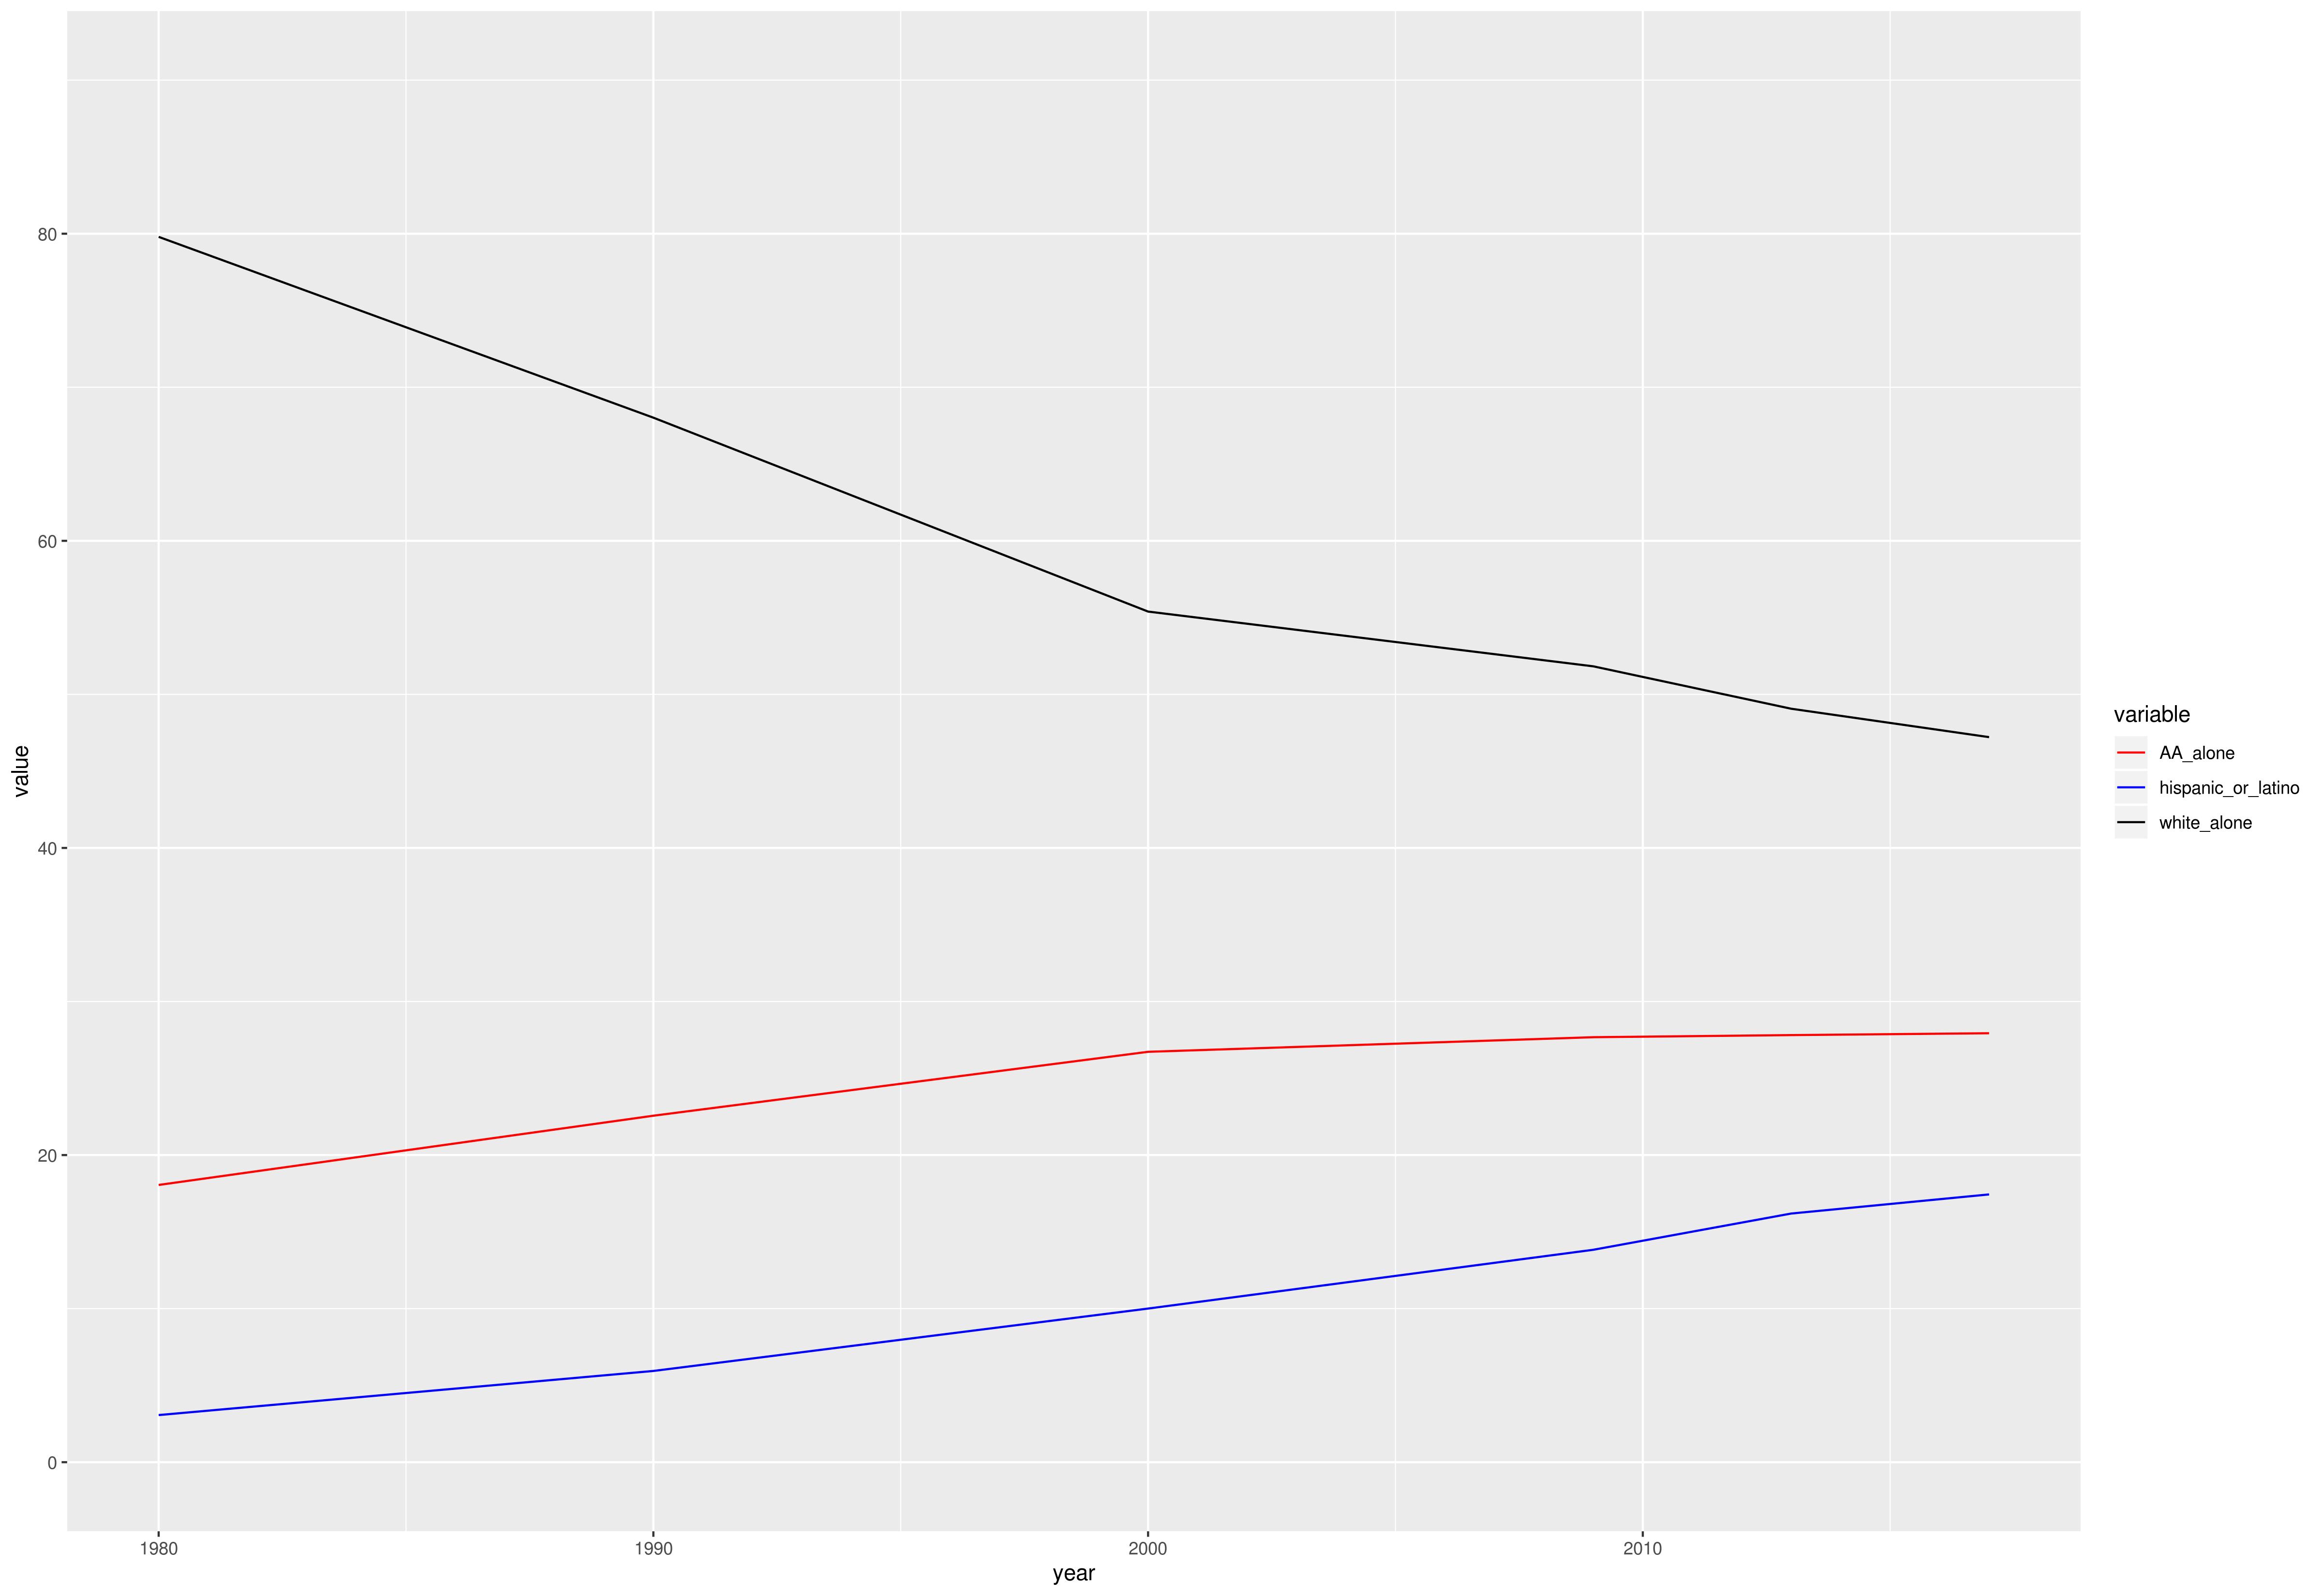 80
60
40
20
0
value
1980
1990
2000
2010
year
variable
AA_alone
hispanic_or_latino
white_alone